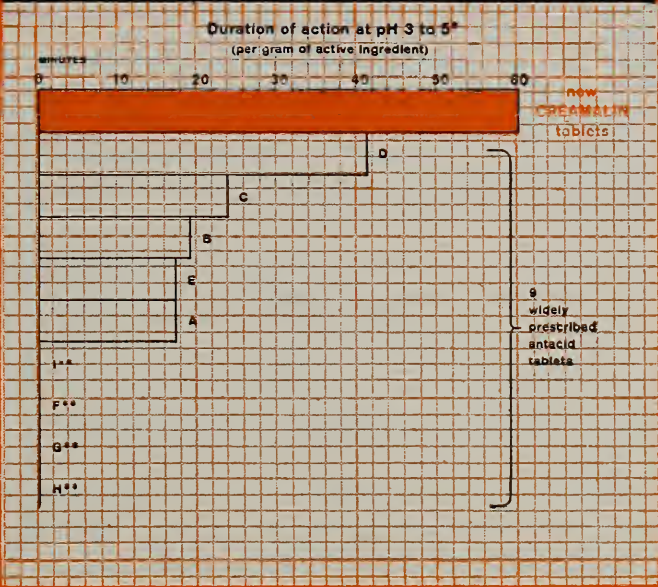 Duration of action at pH 3 to 5*
(per gram of active ingredient)
MINUTES
0 10 20 30 40 50 60
new
CREAMALIN
tablets
D
C
B
E
A
I**
F**
G**
H**
9
widely
prescribed
antacid
tablets